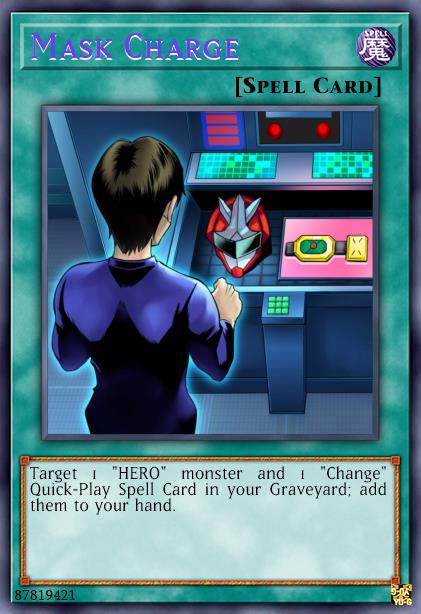 Mask Charge
SPELL
魔
[Spell Card]
Target 1 "HERO" monster and 1 "Change"
Quick-Play Spell Card in your Graveyard; add
them to your hand.
87819421